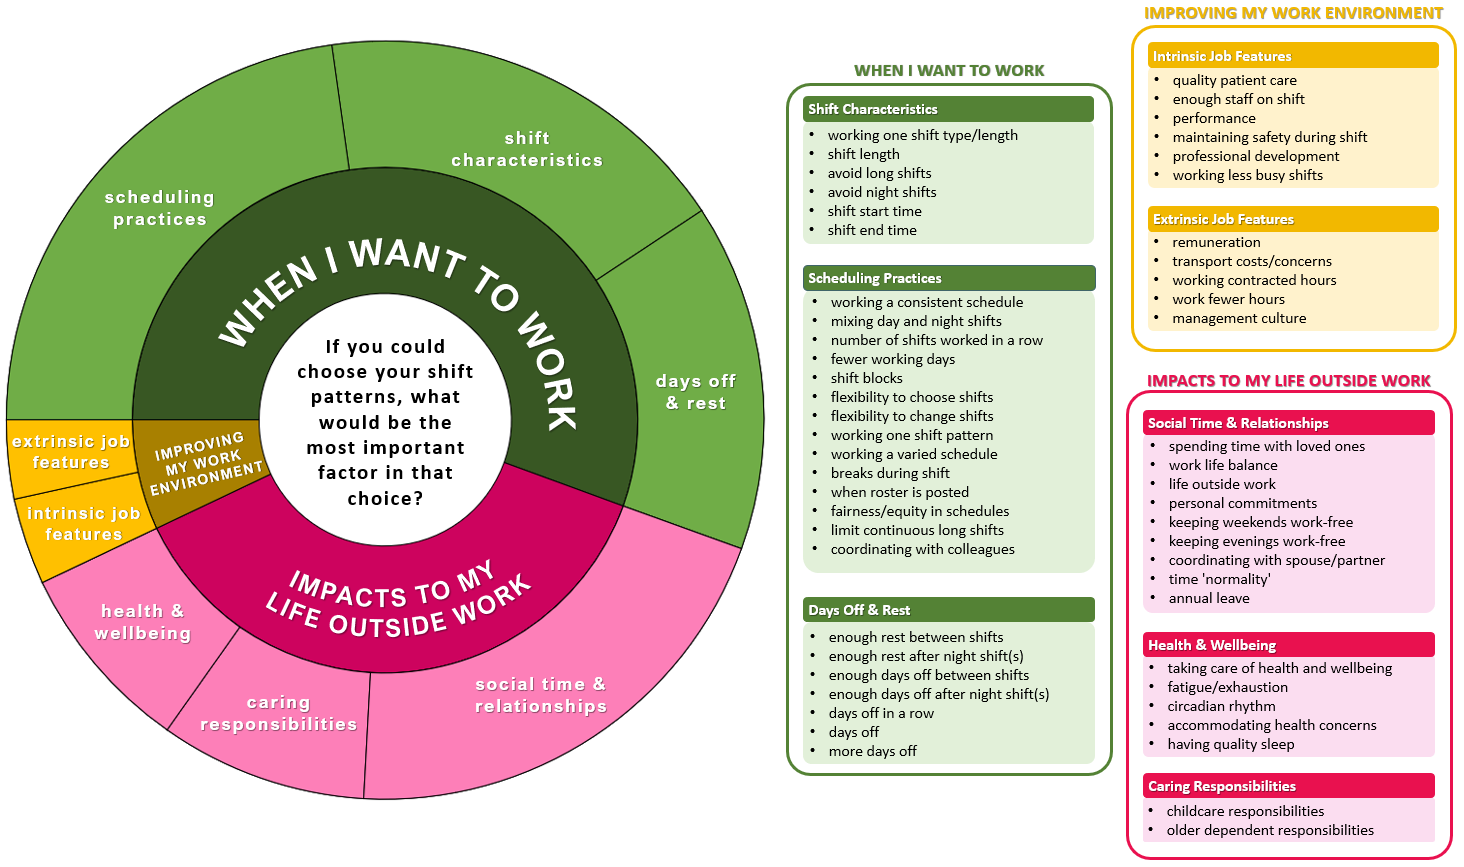 scheduling
practices
shift
characteristics
days off
& rest
WHEN I WANT TO WORK
If you could
choose your shift
patterns, what
would be the
most important
factor in that
choice?
extrinsic job
features
intrinsic job
features
IMPROVING
MY WORK
ENVIRONMENT
IMPACTS TO MY
LIFE OUTSIDE WORK
health &
wellbeing
caring
responsibilities
social time &
relationships
WHEN I WANT TO WORK
Shift Characteristics
• working one shift type/length
• shift length
• avoid long shifts
• avoid night shifts
• shift start time
• shift end time
Scheduling Practices
• working a consistent schedule
• mixing day and night shifts
• number of shifts worked in a row
• fewer working days
• shift blocks
• flexibility to choose shifts
• flexibility to change shifts
• working one shift pattern
• working a varied schedule
• breaks during shift
• when roster is posted
• fairness/equity in schedules
• limit continuous long shifts
• coordinating with colleagues
Days Off & Rest
• enough rest between shifts
• enough rest after night shift(s)
• enough days off between shifts
• enough days off after night shift(s)
• days off in a row
• days off
• more days off
IMPROVING MY WORK ENVIRONMENT
Intrinsic Job Features
• quality patient care
• enough staff on shift
• performance
• maintaining safety during shift
• professional development
• working less busy shifts
Extrinsic Job Features
• remuneration
• transport costs/concerns
• working contracted hours
• work fewer hours
• management culture
IMPACTS TO MY LIFE OUTSIDE WORK
Social Time & Relationships
• spending time with loved ones
• work life balance
• life outside work
• personal commitments
• keeping weekends work-free
• keeping evenings work-free
• coordinating with spouse/partner
• time 'normality'
• annual leave
Health & Wellbeing
• taking care of health and wellbeing
• fatigue/exhaustion
• circadian rhythm
• accommodating health concerns
• having quality sleep
Caring Responsibilities
• childcare responsibilities
• older dependent responsibilities